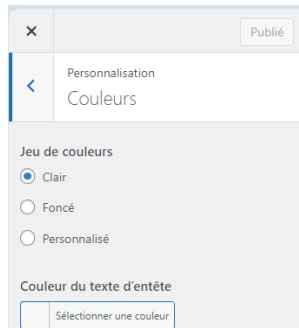 Publié
Personnalisation
Couleurs
Jeu de couleurs
Clair
Foncé
Personnalisé
Couleur du texte d’entête
Sélectionner une couleur